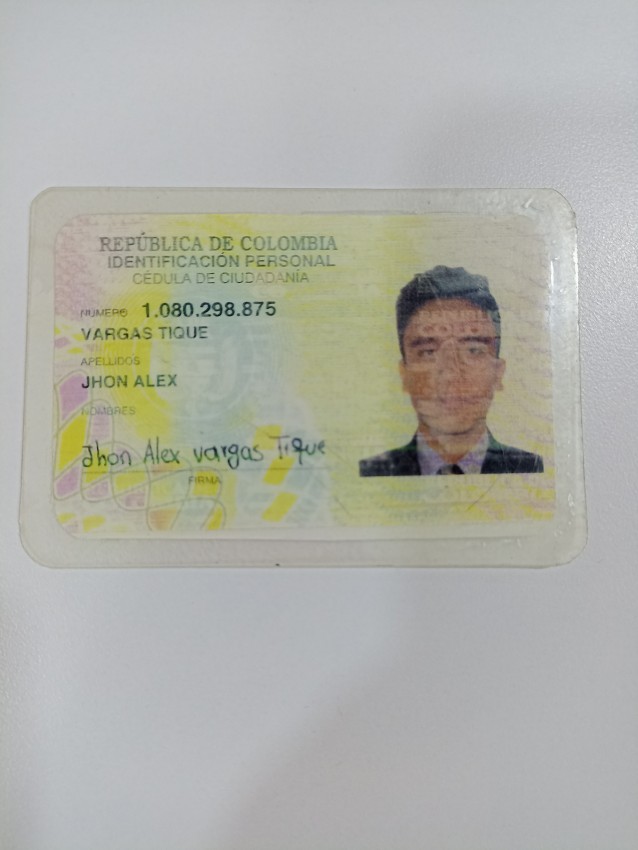 REPÚBLICA DE COLOMBIA
IDENTIFICACIÓN PERSONAL
CÉDULA DE CIUDADANÍA
NUMERO 1.080.298.875
VARGAS TIQUE
APELLIDOS
JHON ALEX
NOMBRES
Jhon Alex vargas Tique
FIRMA